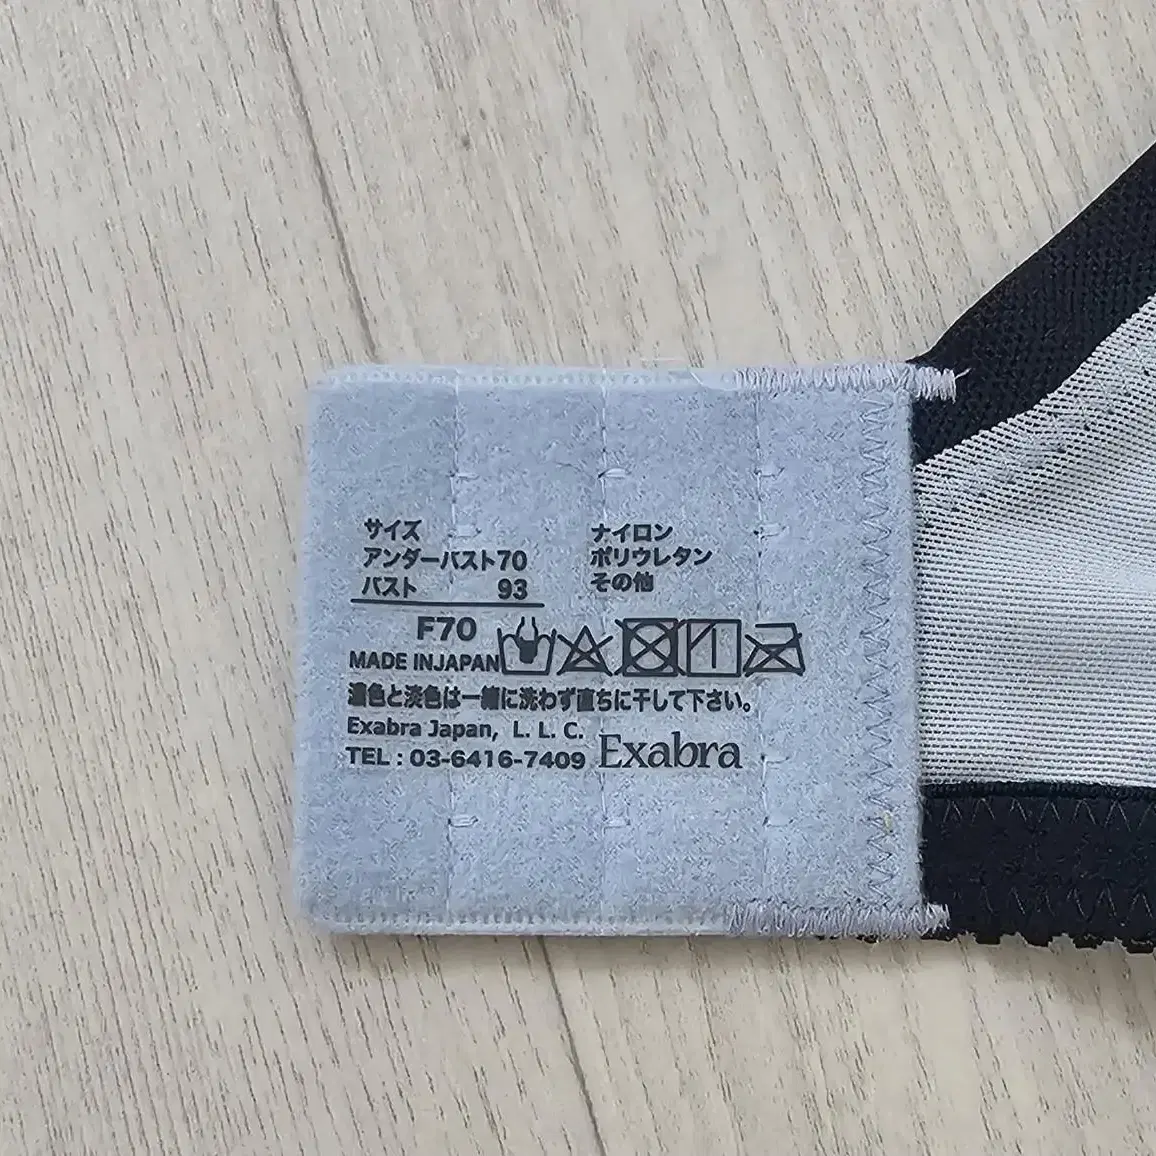 サイズ
アンダーバスト70
バスト 93
ナイロン
ポリウレタン
その他
F70
MADE INJAPAN
濃色と淡色は一緒に洗わず直ちに干して下さい。
Exabra Japan, L. L. C.
TEL : 03-6416-7409
Exabra